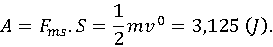 A = F_{ms}.S = \frac{1}{2}mv^0 = 3,125 (J).